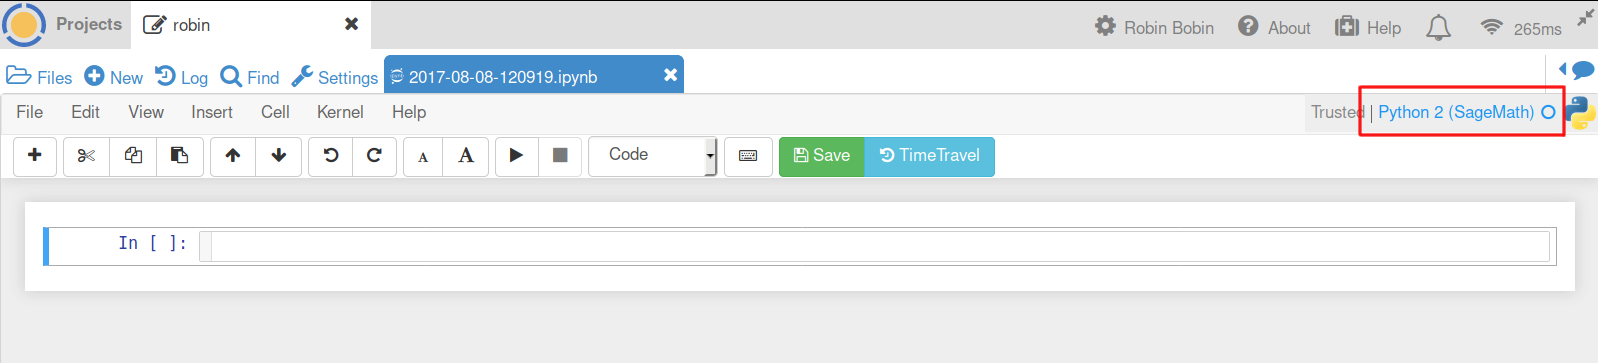 Projects robin Robin Bobin About Help 265ms
Files New Log Find Settings 2017-08-08-120919.ipynb
File Edit View Insert Cell Kernel Help Trusted | Python 2 (SageMath)
A A Code Save TimeTravel
In [ ]: